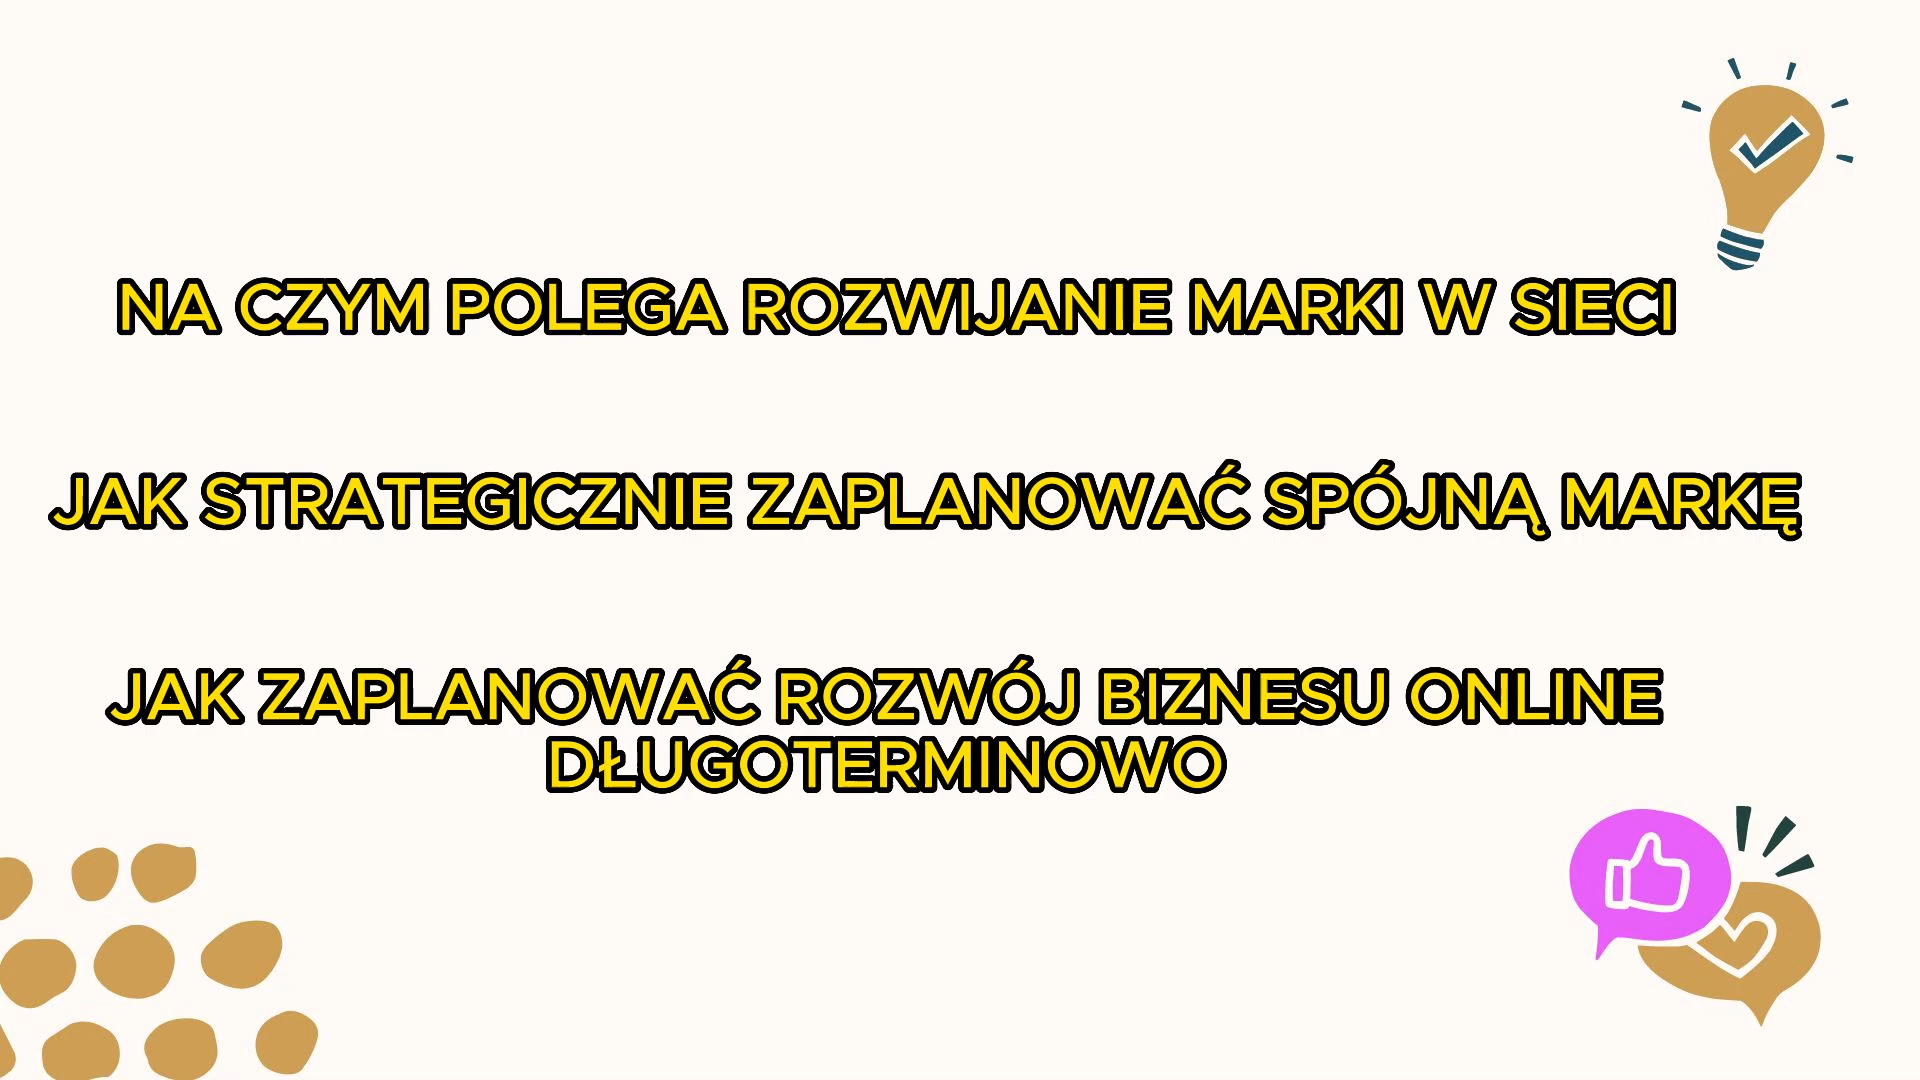 NA CZYM POLEGA ROZWIJANIE MARKI W SIECI
JAK STRATEGICZNIE ZAPLANOWAĆ SPÓJNĄ MARKĘ
JAK ZAPLANOWAĆ ROZWÓJ BIZNESU ONLINE
DŁUGOTERMINOWO